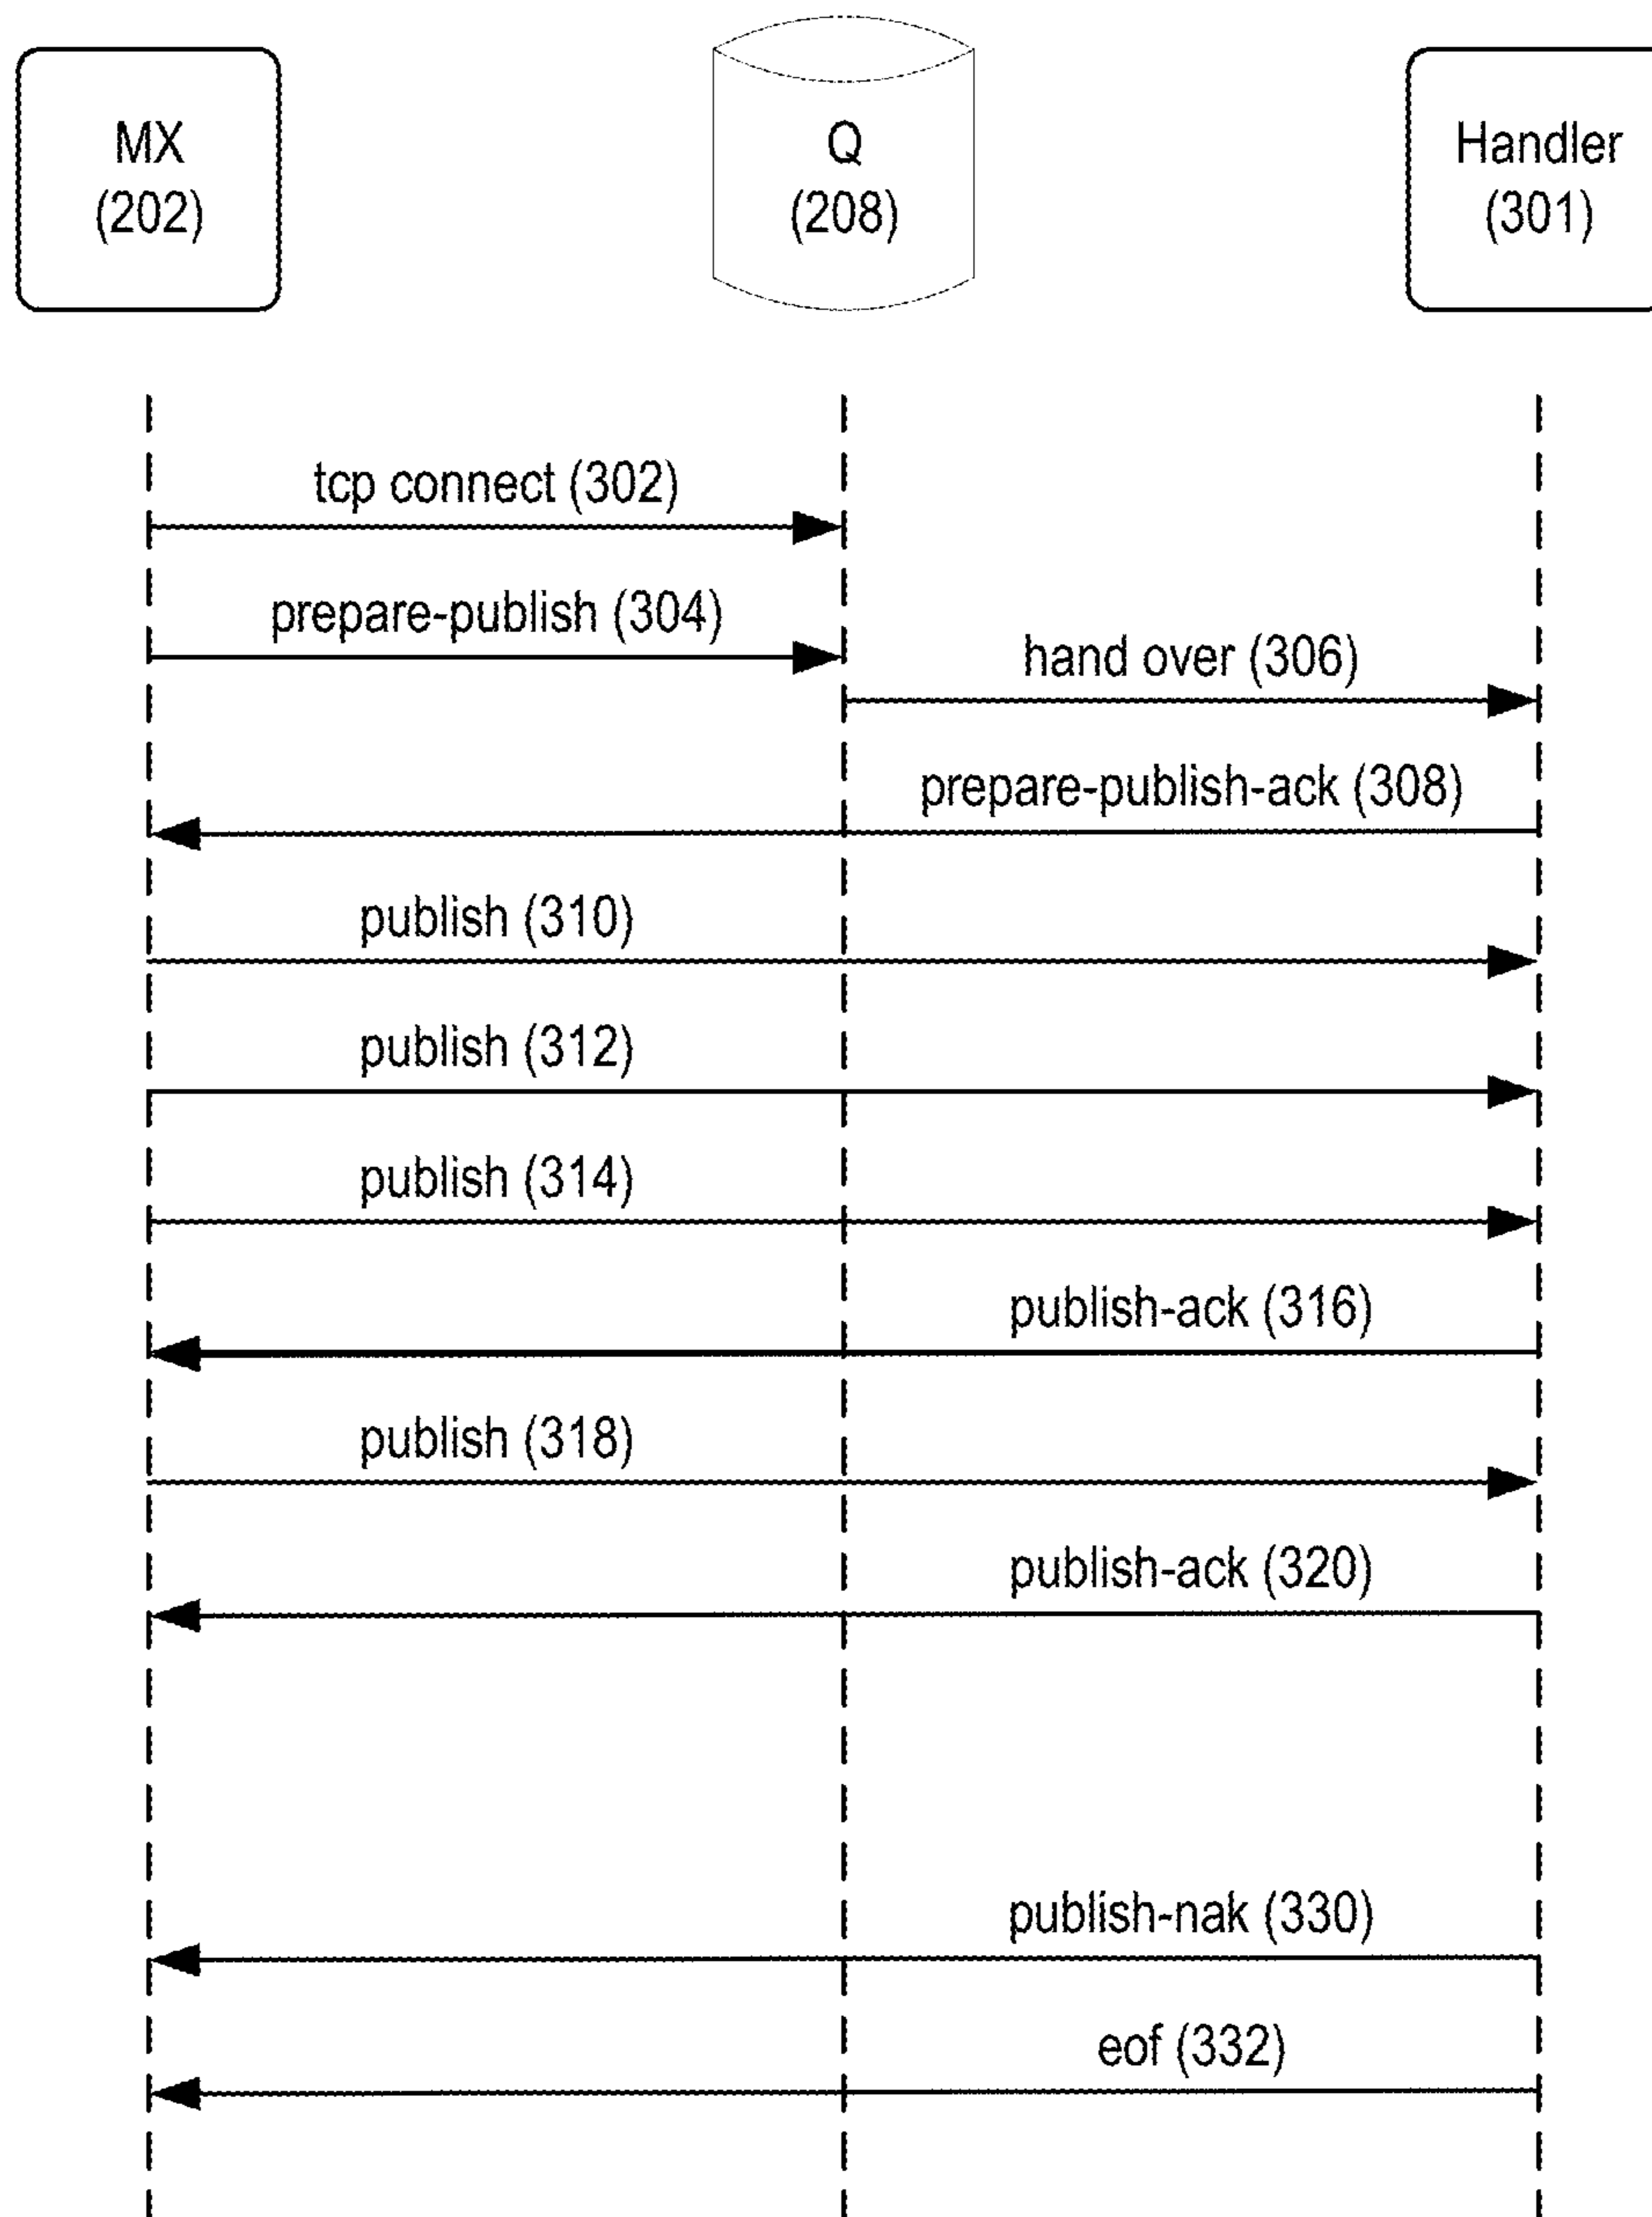 MX
(202)
Q
(208)
Handler
(301)
tcp connect (302)
prepare-publish (304)
hand over (306)
prepare-publish-ack (308)
publish (310)
publish (312)
publish (314)
publish-ack (316)
publish (318)
publish-ack (320)
publish-nak (330)
eof (332)